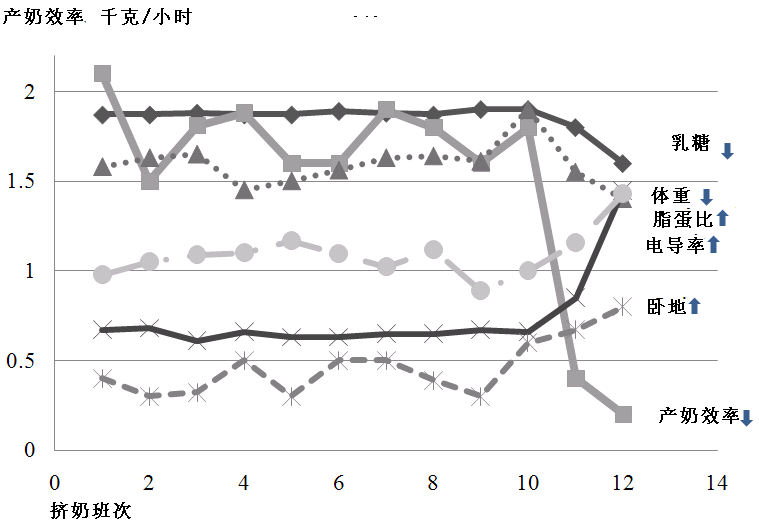 产奶效率 千克/小时
2
1.5
1
0.5
0
0 2 4 6 8 10 12 14
挤奶班次
乳糖
体重
脂蛋比
电导率
卧地
产奶效率